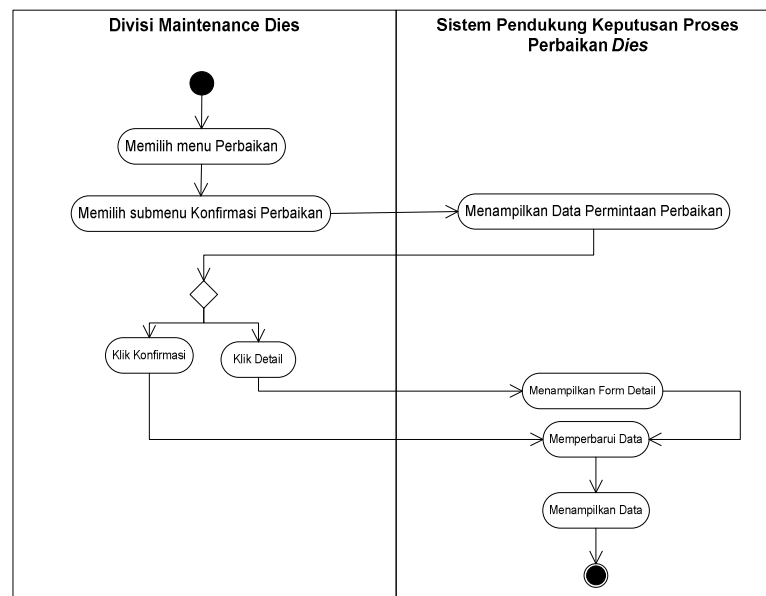 Divisi Maintenance Dies
Sistem Pendukung Keputusan Proses
Perbaikan Dies
Memilih menu Perbaikan
Memilih submenu Konfirmasi Perbaikan
Menampilkan Data Permintaan Perbaikan
Klik Konfirmasi
Klik Detail
Menampilkan Form Detail
Memperbarui Data
Menampilkan Data